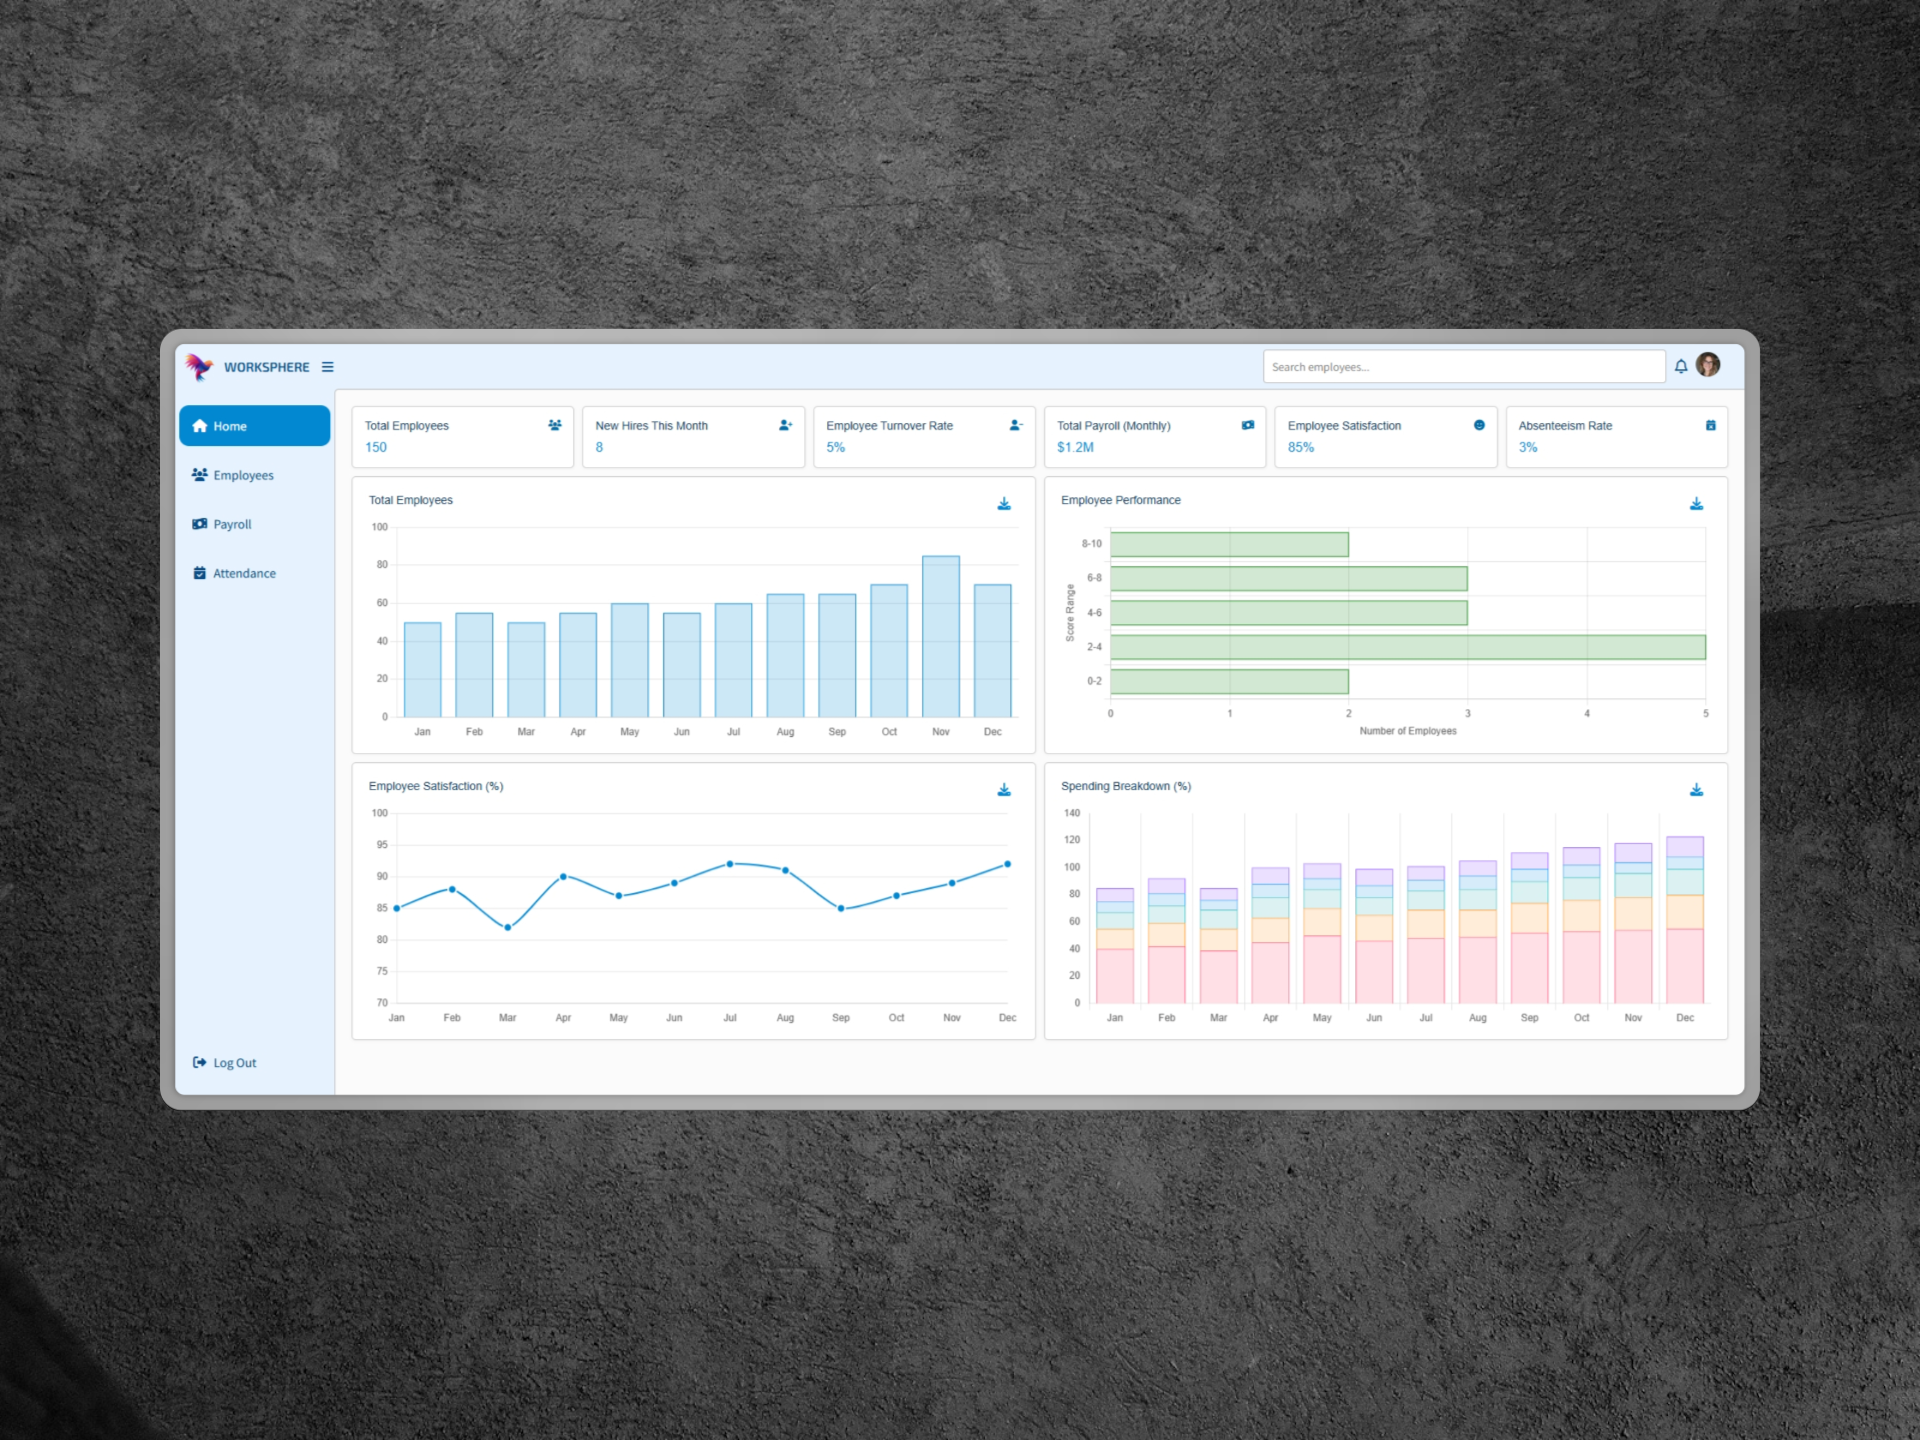 WORKSPHERE
Search employees...
Home
Employees
Payroll
Attendance
Log Out
Total Employees
150
New Hires This Month
8
Employee Turnover Rate
5%
Total Payroll (Monthly)
$1.2M
Employee Satisfaction
85%
Absenteeism Rate
3%
Total Employees
100
80
60
40
20
0
Jan Feb Mar Apr May Jun Jul Aug Sep Oct Nov Dec
Employee Performance
Score Range
8-10
6-8
4-6
2-4
0-2
0 1 2 3 4 5
Number of Employees
Employee Satisfaction (%)
100
95
90
85
80
75
70
Jan Feb Mar Apr May Jun Jul Aug Sep Oct Nov Dec
Spending Breakdown (%)
140
120
100
80
60
40
20
0
Jan Feb Mar Apr May Jun Jul Aug Sep Oct Nov Dec